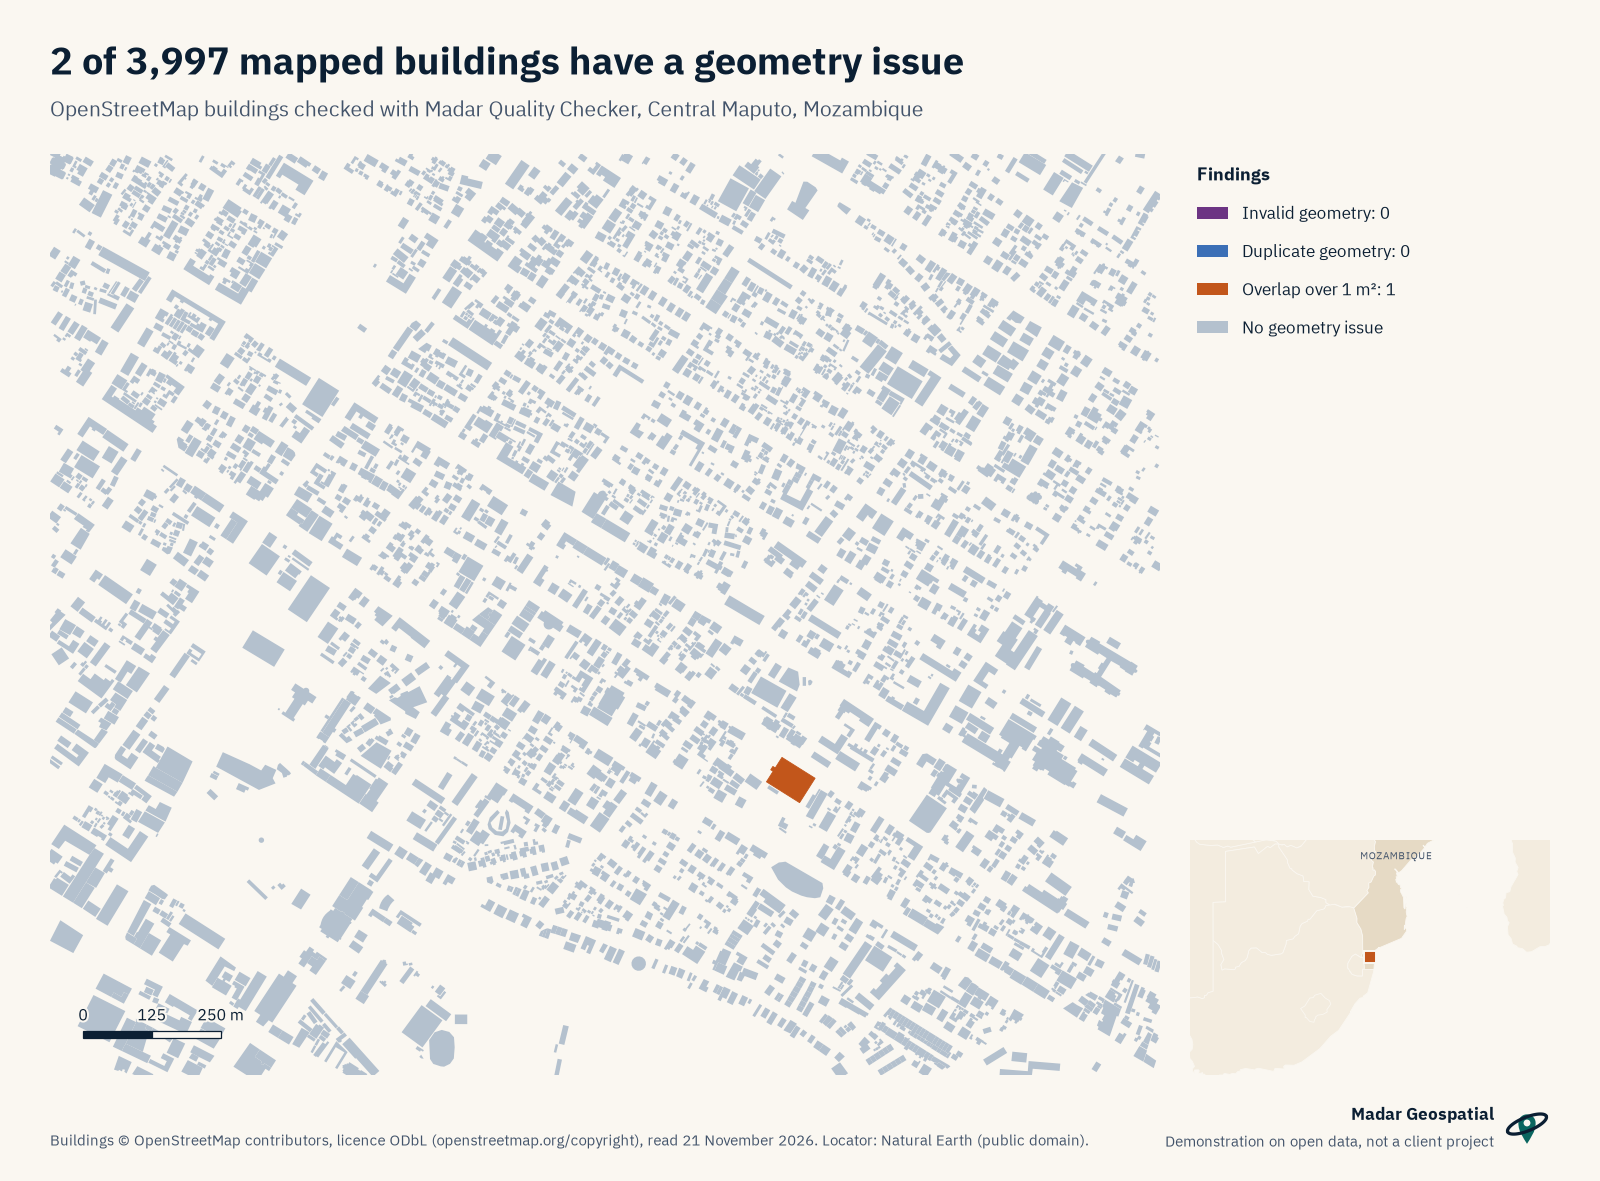 2 of 3,997 mapped buildings have a geometry issue
OpenStreetMap buildings checked with Madar Quality Checker, Central Maputo, Mozambique
Findings
Invalid geometry: 0
Duplicate geometry: 0
Overlap over 1 m²: 1
No geometry issue
MOZAMBIQUE
0 125 250 m
Madar Geospatial
Buildings © OpenStreetMap contributors, licence ODbL (openstreetmap.org/copyright), read 21 November 2026. Locator: Natural Earth (public domain).
Demonstration on open data, not a client project